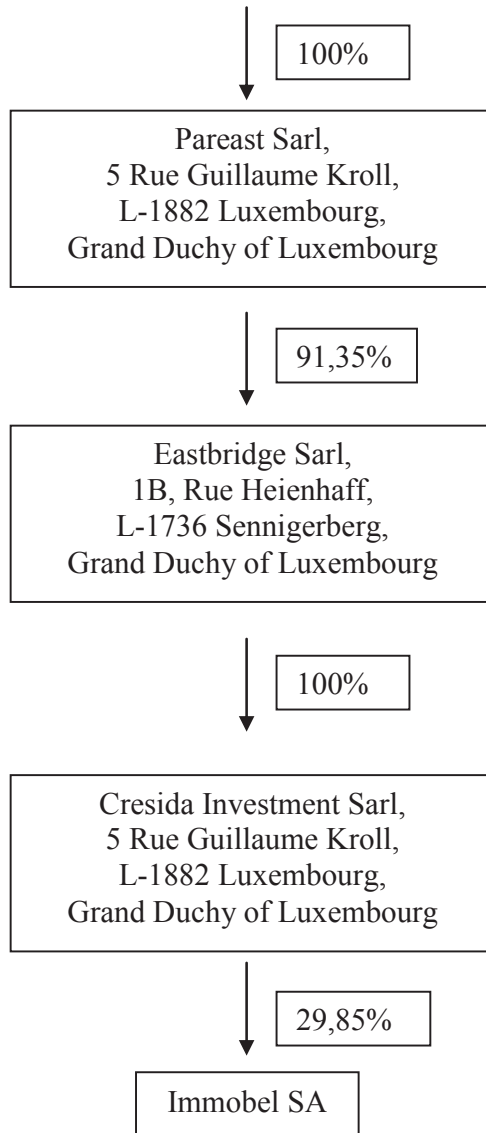 100%
Pareast Sarl,
5 Rue Guillaume Kroll,
L-1882 Luxembourg,
Grand Duchy of Luxembourg
91,35%
Eastbridge Sarl,
1B, Rue Heienhaff,
L-1736 Sennigerberg,
Grand Duchy of Luxembourg
100%
Cresida Investment Sarl,
5 Rue Guillaume Kroll,
L-1882 Luxembourg,
Grand Duchy of Luxembourg
29,85%
Immobel SA